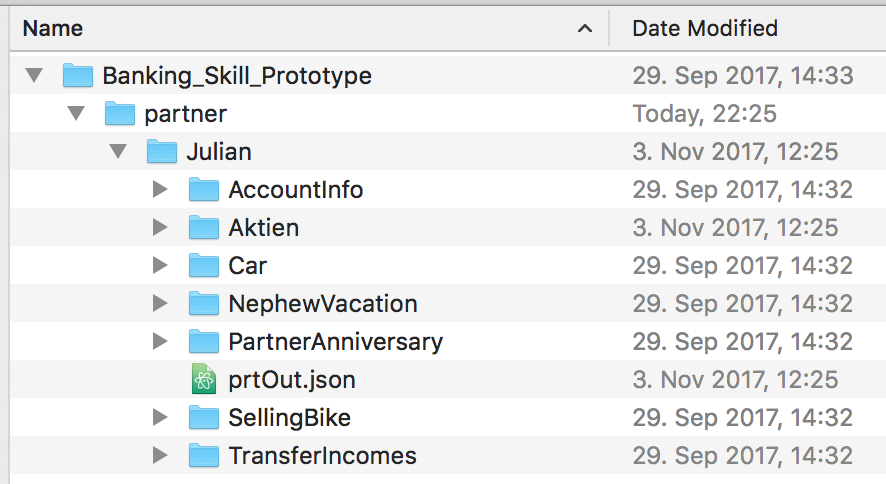 Name Date Modified
Banking_Skill_Prototype 29. Sep 2017, 14:33
partner Today, 22:25
Julian 3. Nov 2017, 12:25
AccountInfo 29. Sep 2017, 14:32
Aktien 3. Nov 2017, 12:25
Car 29. Sep 2017, 14:32
NephewVacation 29. Sep 2017, 14:32
PartnerAnniversary 29. Sep 2017, 14:32
prtOut.json 3. Nov 2017, 12:25
SellingBike 29. Sep 2017, 14:32
TransferIncomes 29. Sep 2017, 14:32